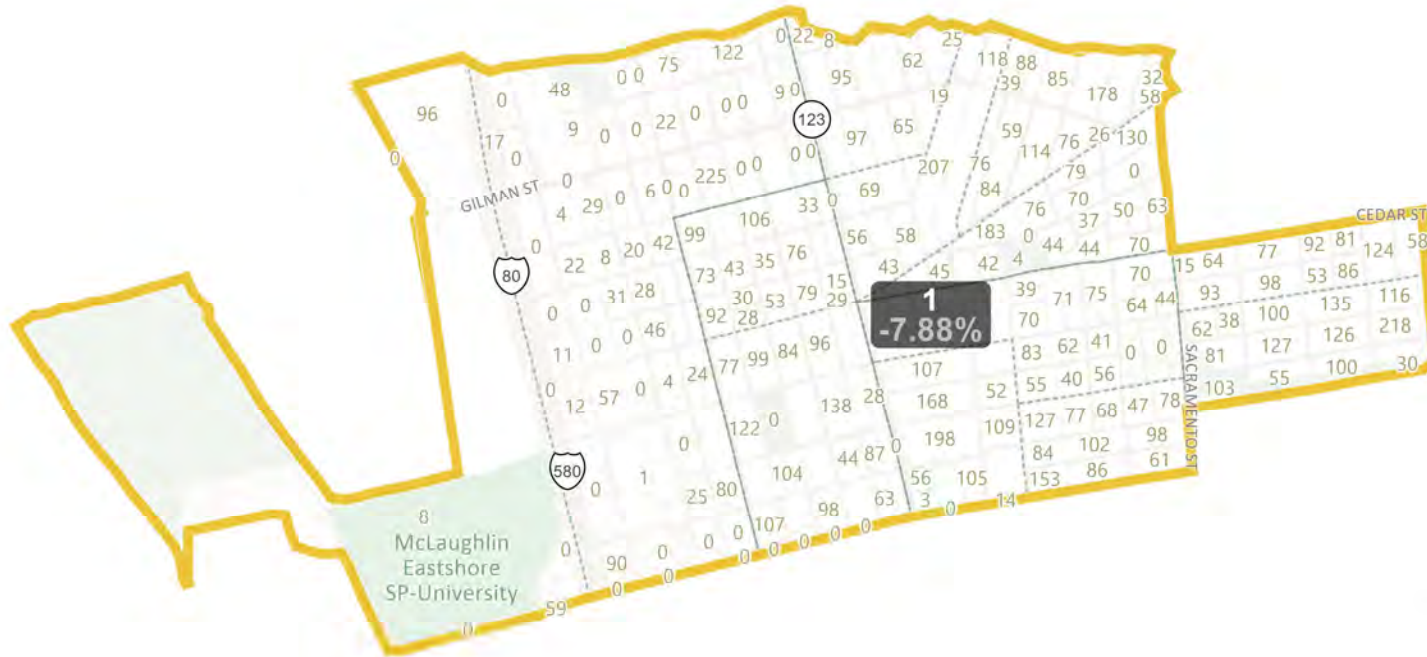 0 22 8 25
122 62 118 88
75 95 39 85 32
0 0 178 58
48 9 0 19
0 96 0 0
123
9 22 0 97 65 59 76 26 130
17 0 0 114
0 0 0 207 76 79 0
0 225 0 0 84
GILMAN ST
0 6 0 0 69 70
4 29 0 33 0 76 37 50 63
106 183 0
99 56 58 44 44 70
CEDAR ST
0 22 8 20 42 76 43 45 42 4
80
73 43 35 15 70 15 64 77 92 81 124 58
0 0 31 28 30 53 79 29 39 71 75 64 44 93 98 53 86
1
-7.88%
92 28 70 62 38 100 135 116
11 0 0 46 96 83 62 41 0 0 81 127 126 218
77 99 84 107
0 12 57 0 4 24 28 168 52 55 40 56 103 55 100 30
SACRAMENTO ST
122 0 138 109 127 77 68 47 78
0 198 102 98
44 87 0 84 61
580
0 1 104 56 105 153 86
25 80 98 63 3 0 14
8
McLaughlin
Eastshore
SP-University
107
0 90 0 0 0 0 0 0 0 0
0 59 0 0